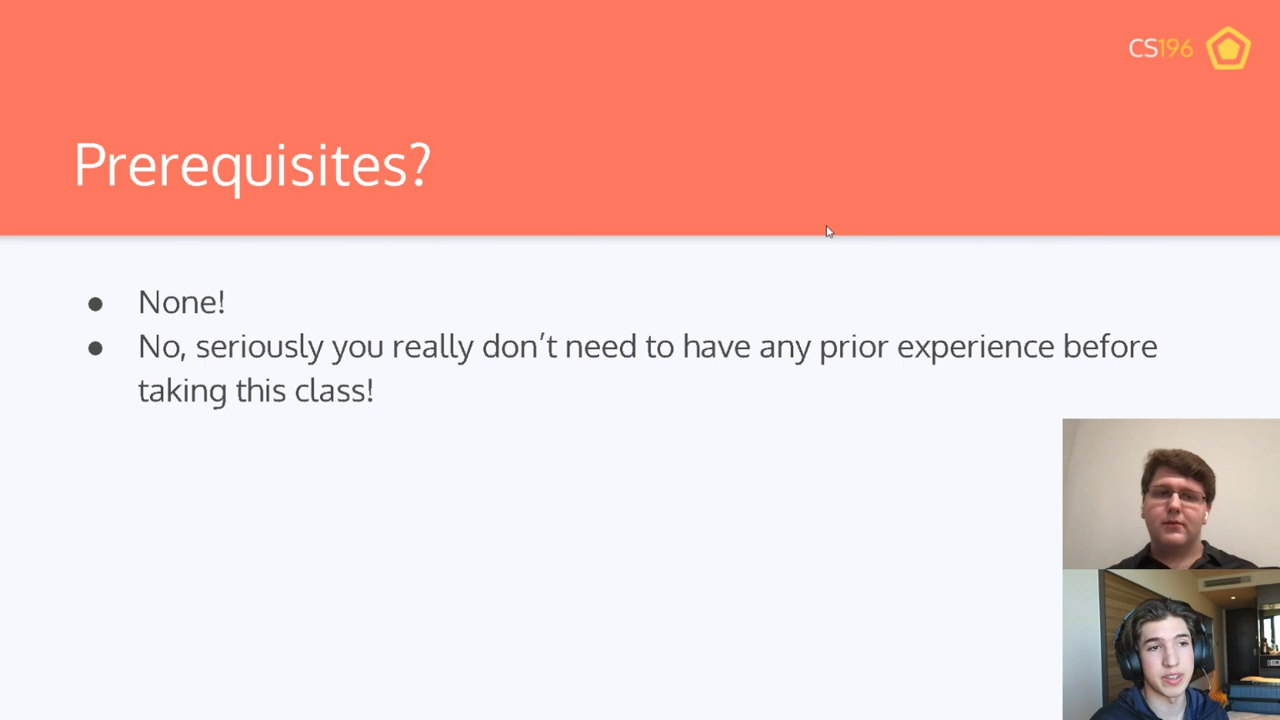 CS196
Prerequisites?
● None!
● No, seriously you really don’t need to have any prior experience before
taking this class!